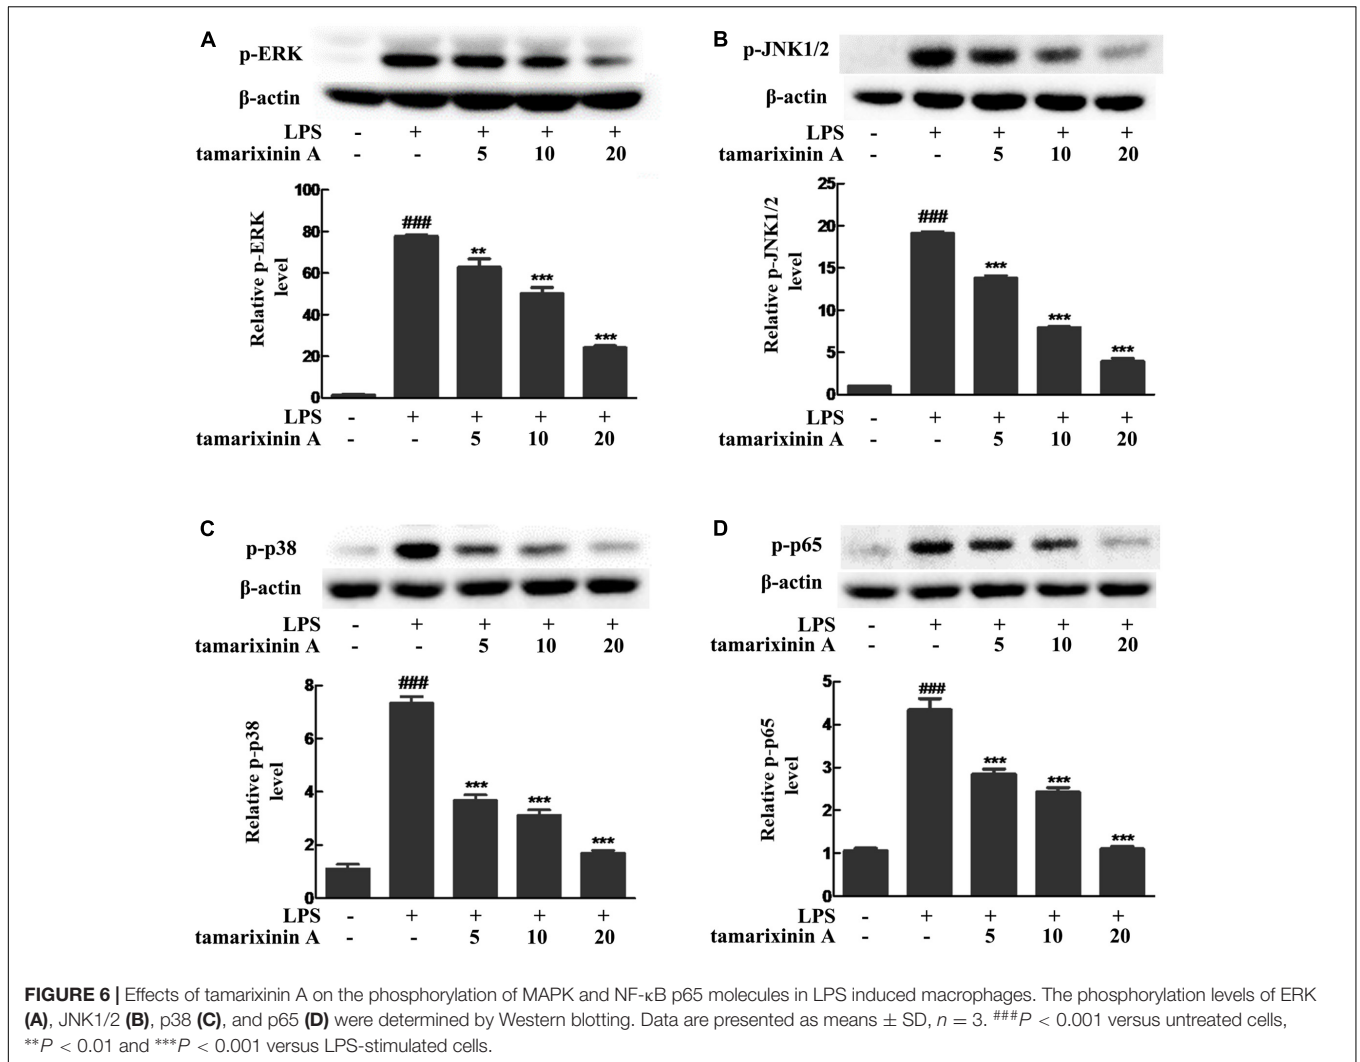 A
p-ERK
β-actin
LPS - + + + +
tamarixinin A - - 5 10 20
Relative p-ERK
level
100
80
60
40
20
0
###
**
***
***
LPS - + + + +
tamarixinin A - - 5 10 20
B
p-JNK1/2
β-actin
LPS - + + + +
tamarixinin A - - 5 10 20
Relative p-JNK1/2
level
25
20
15
10
5
0
###
***
***
***
LPS - + + + +
tamarixinin A - - 5 10 20
C
p-p38
β-actin
LPS - + + + +
tamarixinin A - - 5 10 20
Relative p-p38
level
8
6
4
2
0
###
***
***
***
LPS - + + + +
tamarixinin A - - 5 10 20
D
p-p65
β-actin
LPS - + + + +
tamarixinin A - - 5 10 20
Relative p-p65
level
5
4
3
2
1
0
###
***
***
***
LPS - + + + +
tamarixinin A - - 5 10 20
FIGURE 6 | Effects of tamarixinin A on the phosphorylation of MAPK and NF-κB p65 molecules in LPS induced macrophages. The phosphorylation levels of ERK
(A), JNK1/2 (B), p38 (C), and p65 (D) were determined by Western blotting. Data are presented as means ± SD, n = 3. ###P < 0.001 versus untreated cells,
**P < 0.01 and ***P < 0.001 versus LPS-stimulated cells.